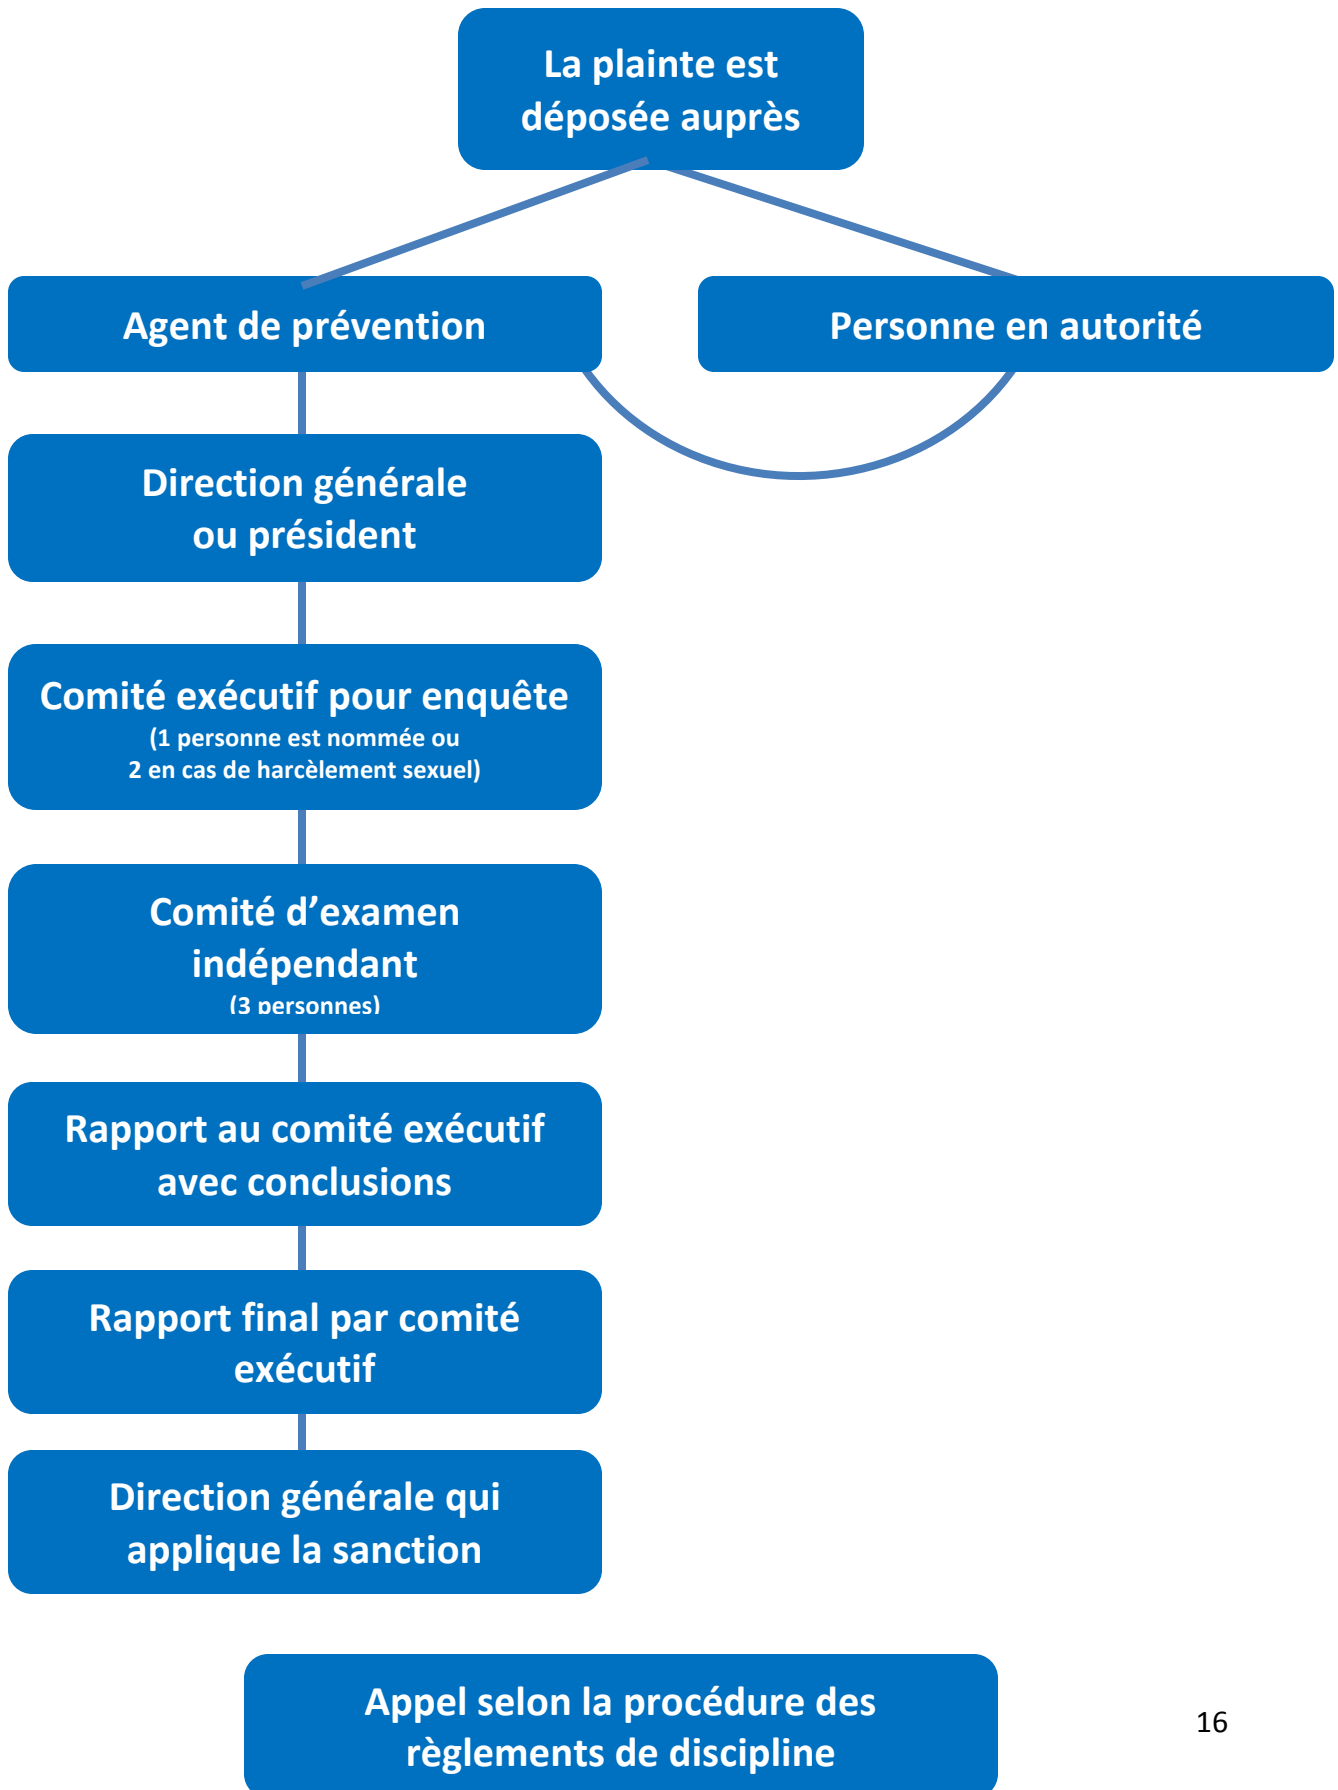 La plainte est
déposée auprès
Agent de prévention
Personne en autorité
Direction générale
ou président
Comité exécutif pour enquête
(1 personne est nommée ou
2 en cas de harcèlement sexuel)
Comité d’examen
indépendant
(3 personnes)
Rapport au comité exécutif
avec conclusions
Rapport final par comité
exécutif
Direction générale qui
applique la sanction
Appel selon la procédure des
règlements de discipline
16